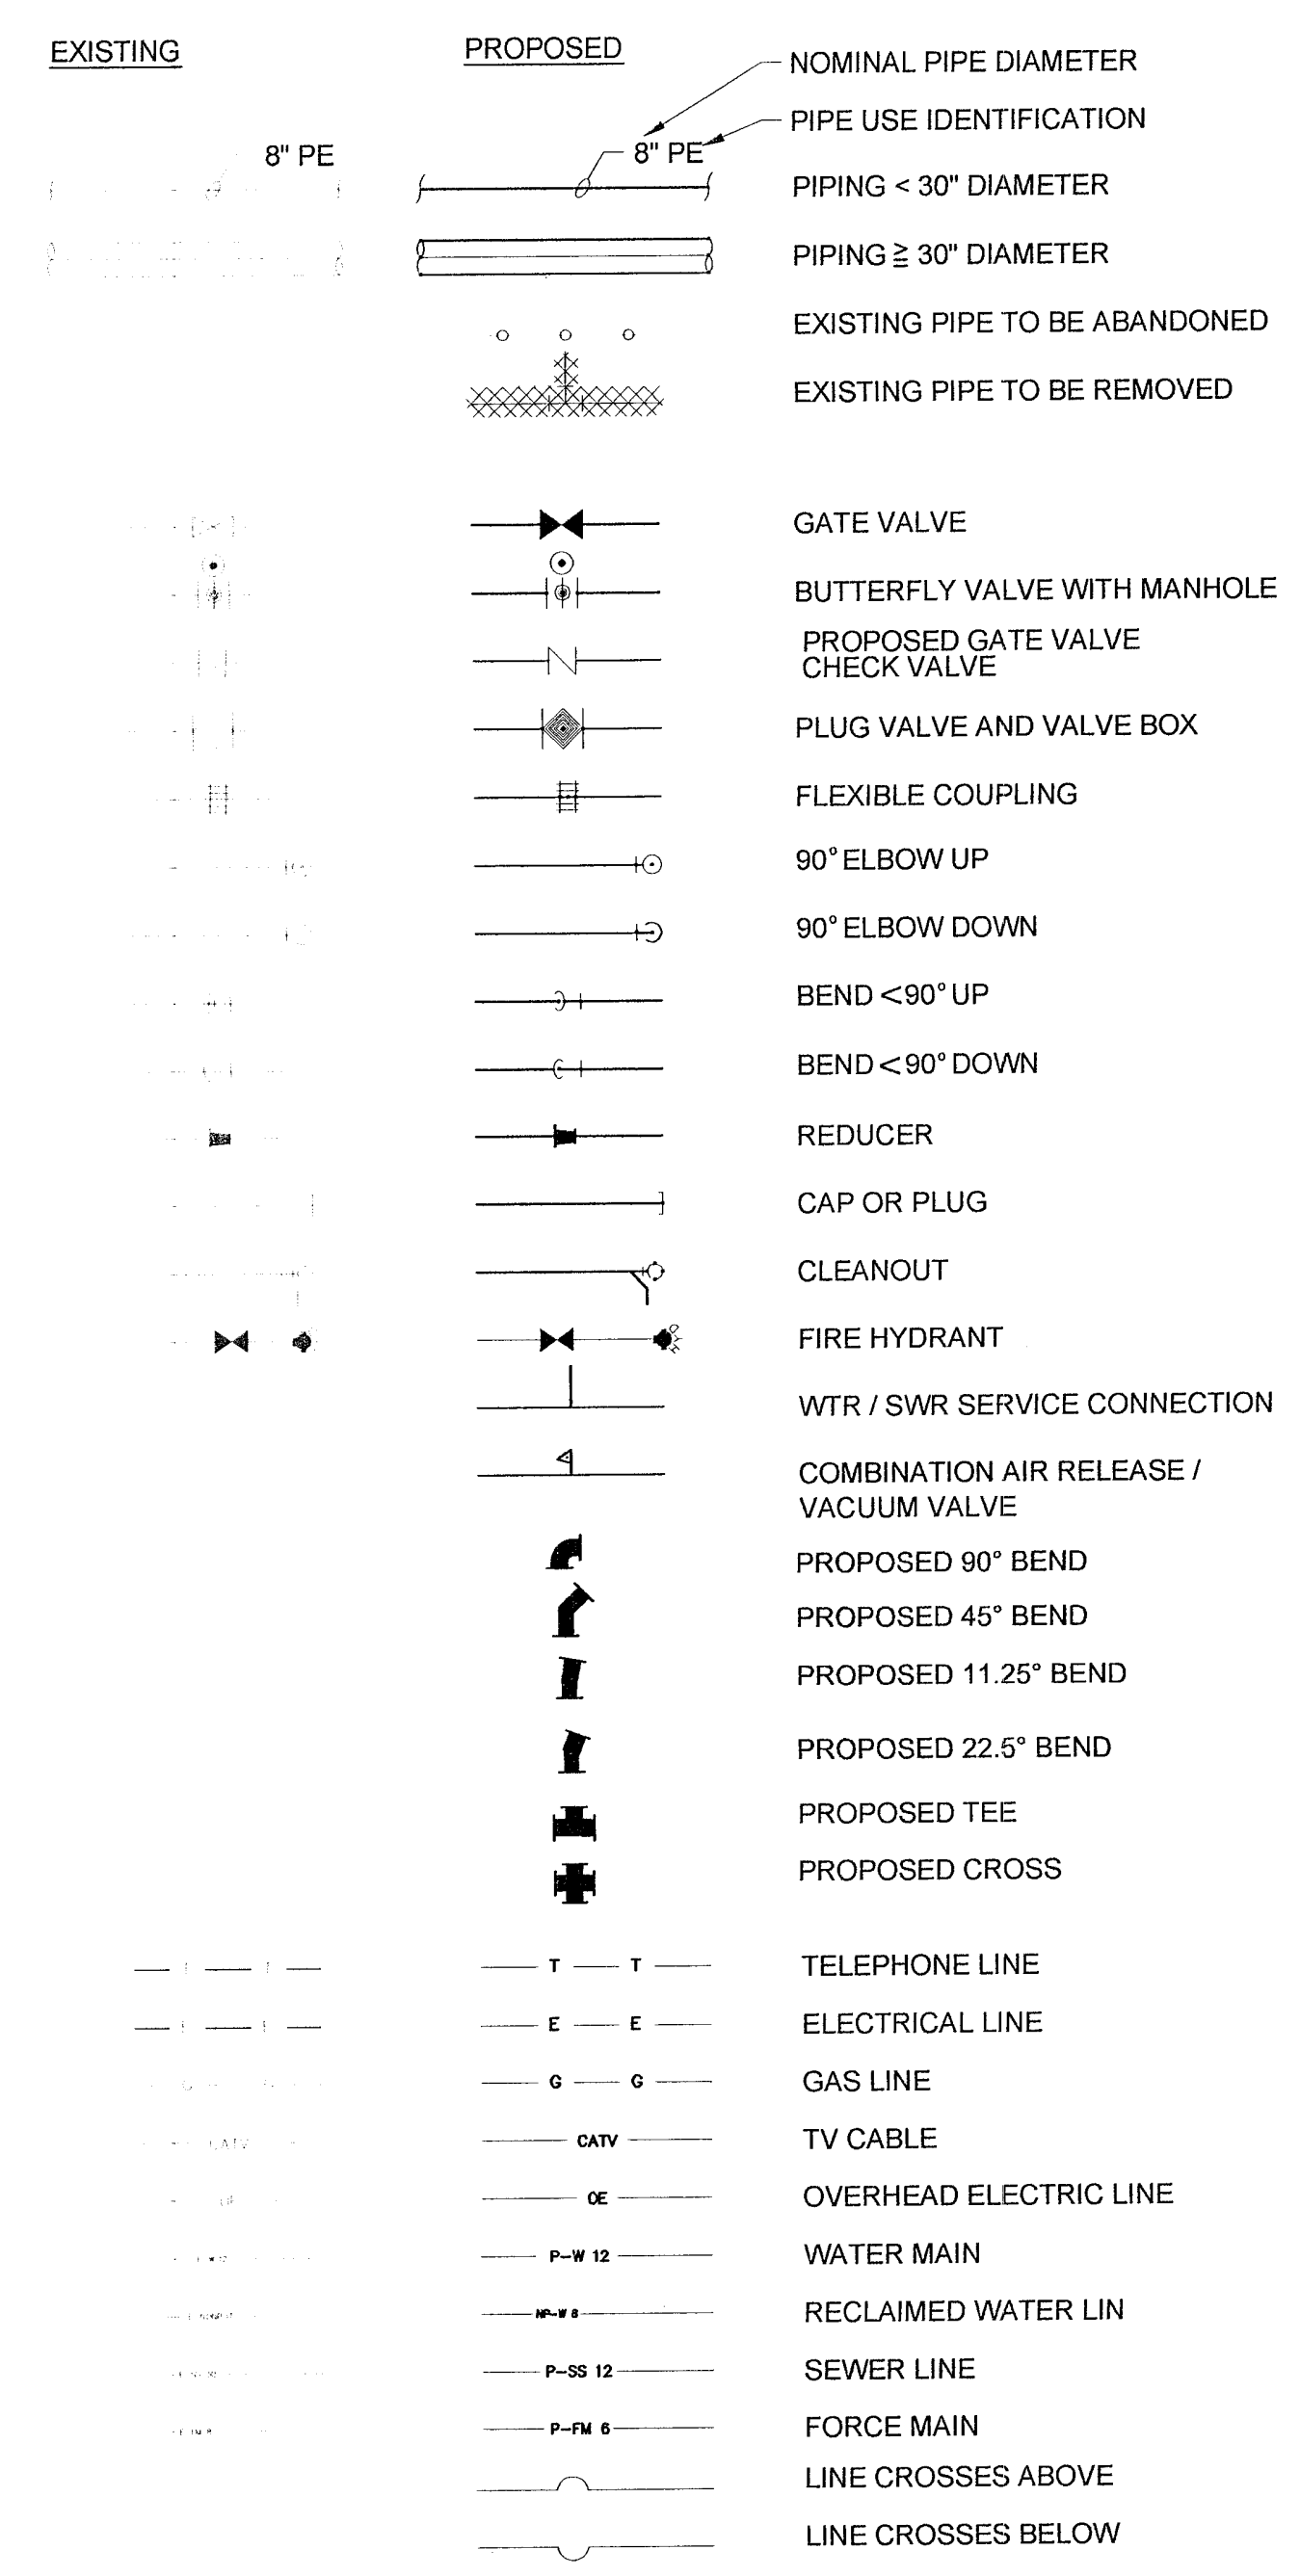 EXISTING
PROPOSED
NOMINAL PIPE DIAMETER
PIPE USE IDENTIFICATION
8" PE
8" PE
PIPING < 30" DIAMETER
PIPING ≧ 30" DIAMETER
EXISTING PIPE TO BE ABANDONED
EXISTING PIPE TO BE REMOVED
GATE VALVE
BUTTERFLY VALVE WITH MANHOLE
PROPOSED GATE VALVE
CHECK VALVE
PLUG VALVE AND VALVE BOX
FLEXIBLE COUPLING
90° ELBOW UP
90° ELBOW DOWN
BEND <90° UP
BEND <90° DOWN
REDUCER
CAP OR PLUG
CLEANOUT
FIRE HYDRANT
WTR / SWR SERVICE CONNECTION
COMBINATION AIR RELEASE /
VACUUM VALVE
PROPOSED 90° BEND
PROPOSED 45° BEND
PROPOSED 11.25° BEND
PROPOSED 22.5° BEND
PROPOSED TEE
PROPOSED CROSS
T T TELEPHONE LINE
E E ELECTRICAL LINE
G G GAS LINE
CATV CATV TV CABLE
OE OVERHEAD ELECTRIC LINE
P-W 12 WATER MAIN
NP-W 6 RECLAIMED WATER LIN
P-SS 12 SEWER LINE
P-FM 6 FORCE MAIN
LINE CROSSES ABOVE
LINE CROSSES BELOW